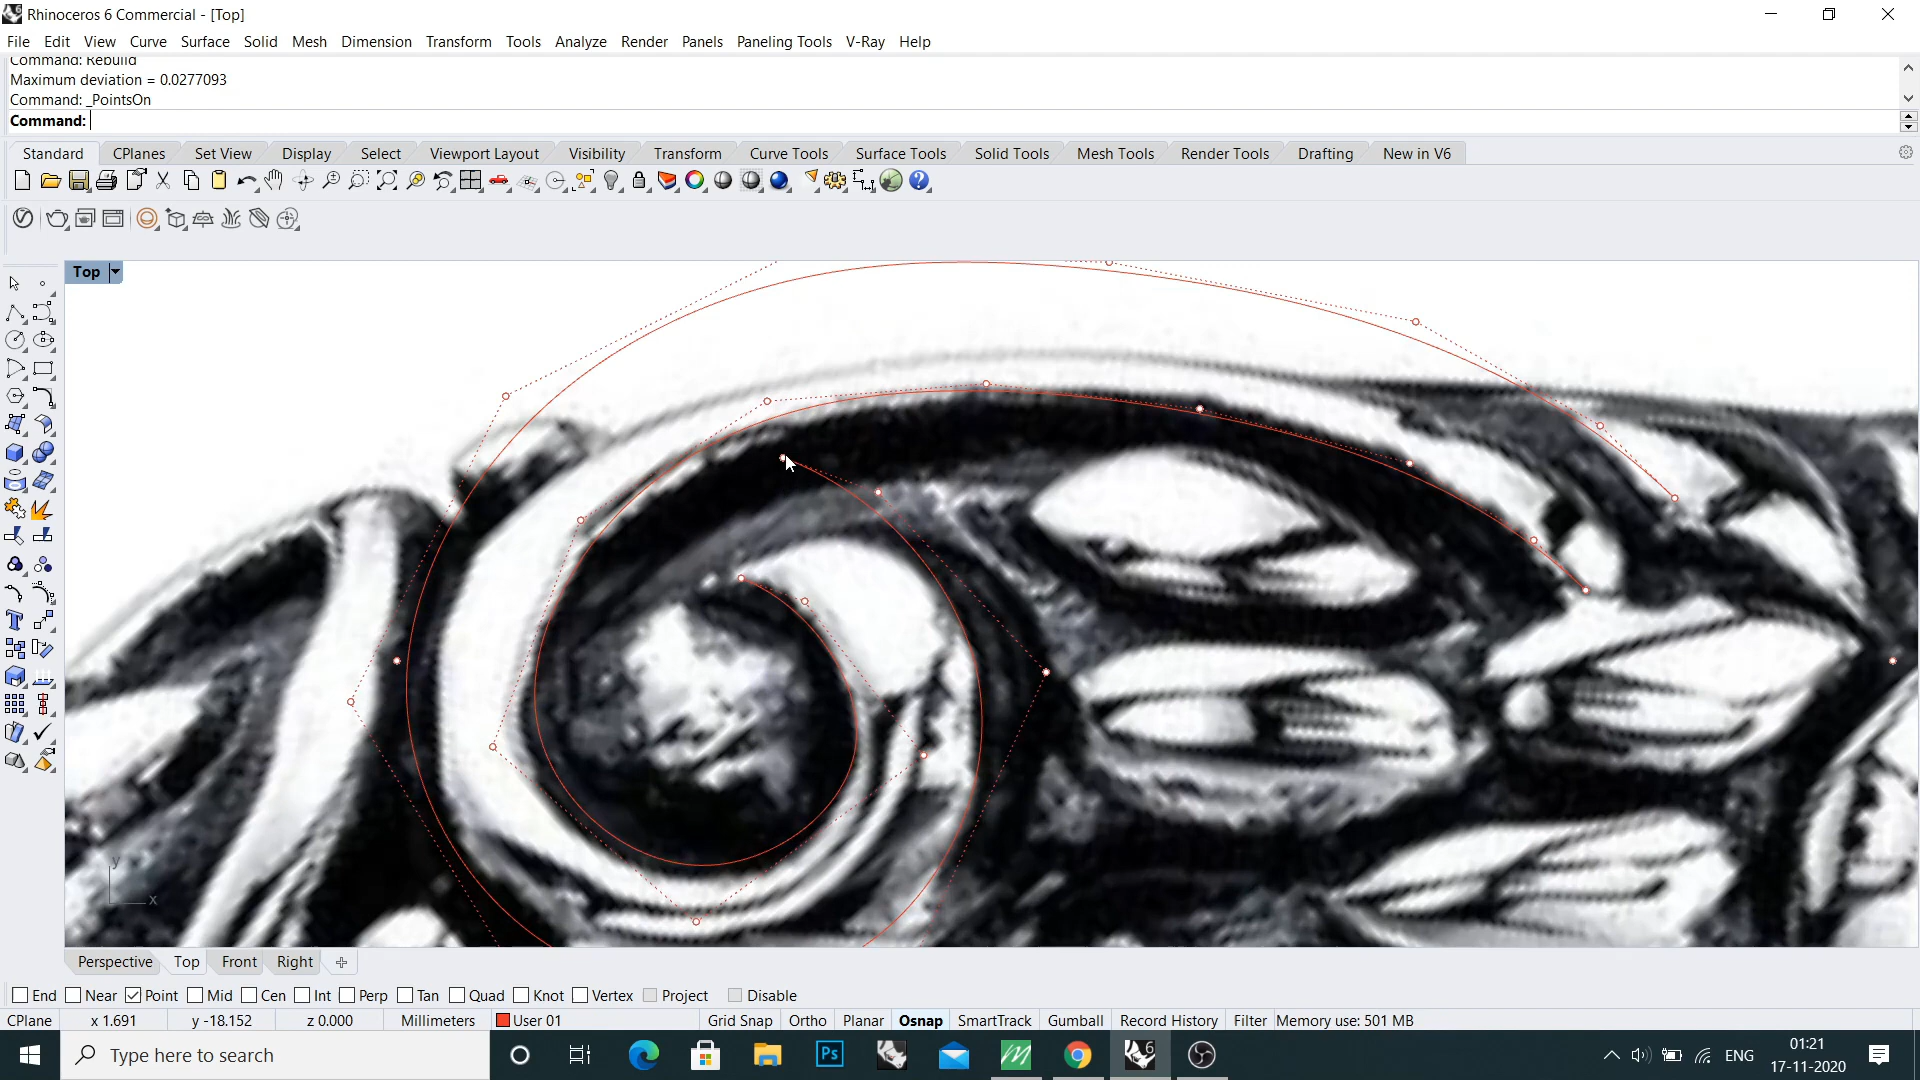 Rhinoceros 6 Commercial - [Top]
File Edit View Curve Surface Solid Mesh Dimension Transform Tools Analyze Render Panels Paneling Tools V-Ray Help
Command: Rebuild
Maximum deviation = 0.0277093
Command: _PointsOn
Command:
Standard CPlanes Set View Display Select Viewport Layout Visibility Transform Curve Tools Surface Tools Solid Tools Mesh Tools Render Tools Drafting New in V6
Top
y
x
Perspective Top Front Right
End Near Point Mid Cen Int Perp Tan Quad Knot Vertex Project Disable
CPlane x 1.691 y -18.152 z 0.000 Millimeters User 01 Grid Snap Ortho Planar Osnap SmartTrack Gumball Record History Filter Memory use: 501 MB
Type here to search Ps 6 ENG 01:21
17-11-2020